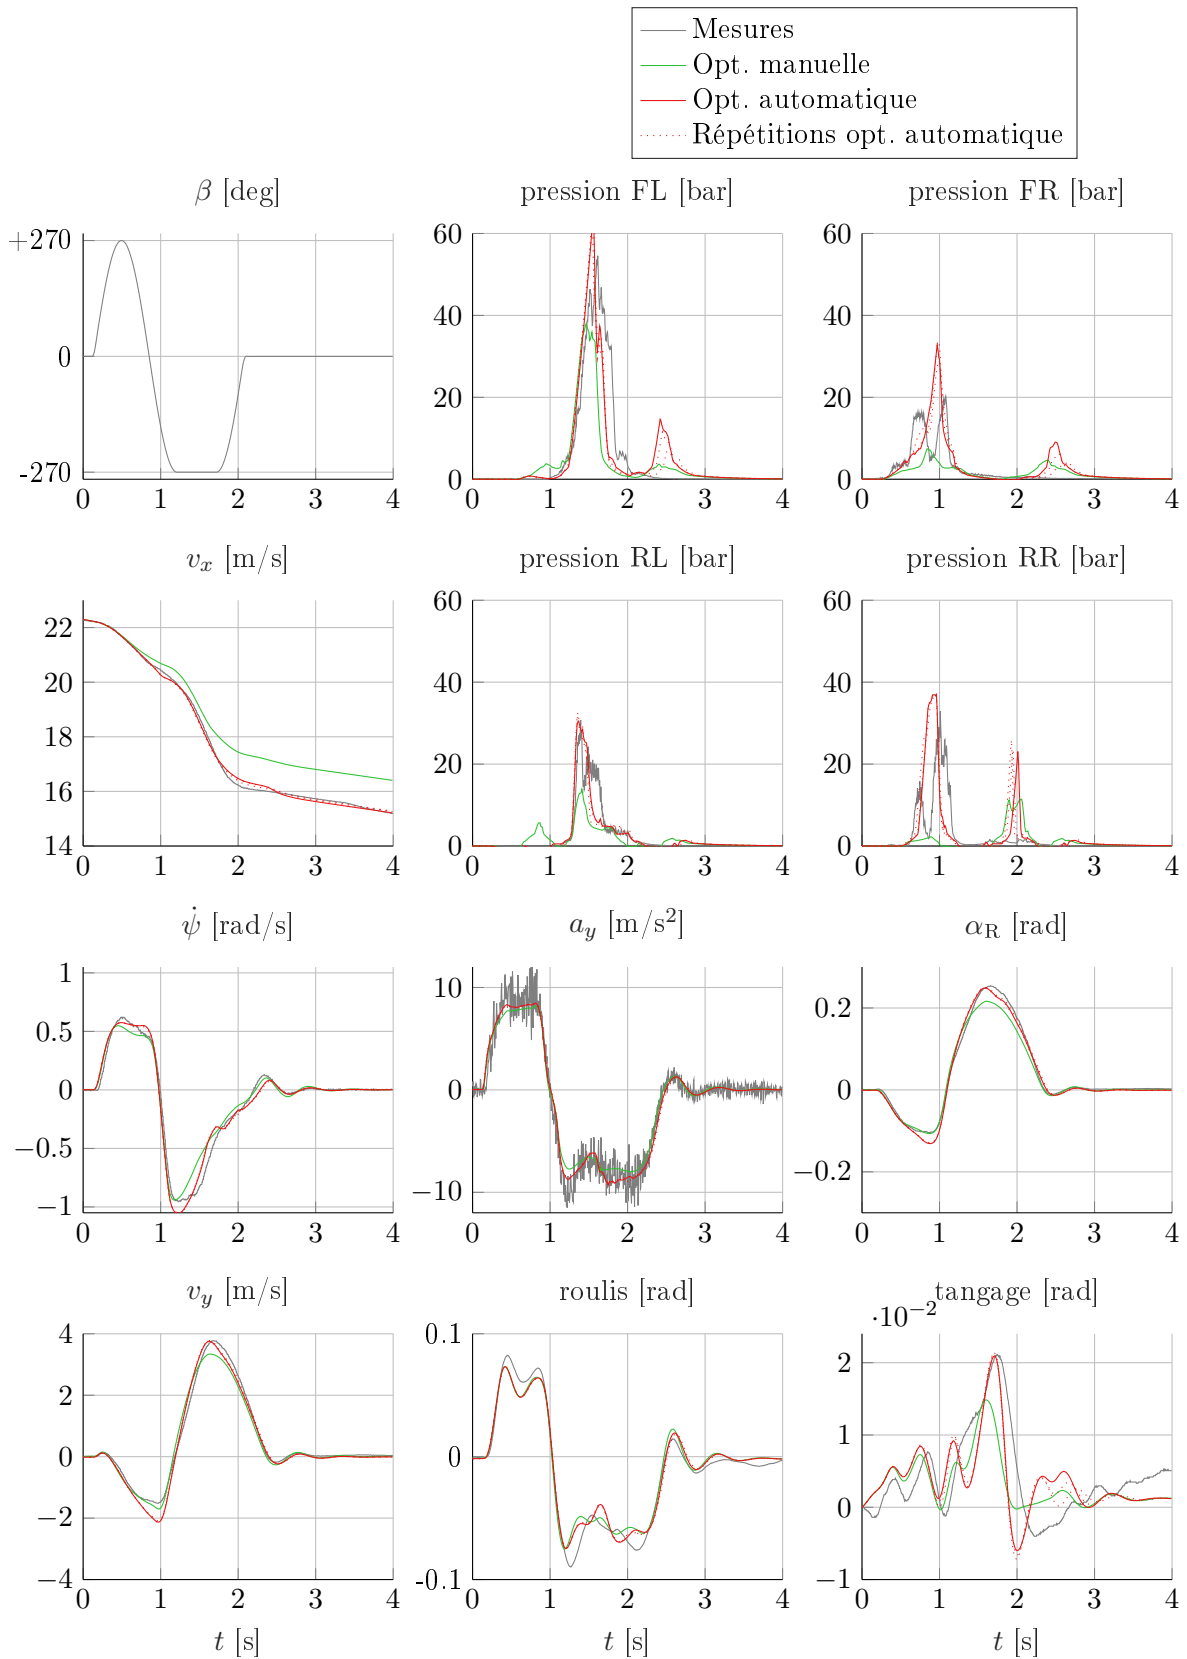 Mesures
Opt. manuelle
Opt. automatique
Répétitions opt. automatique
β [deg]
pression FL [bar]
pression FR [bar]
+270
0
-270
0 1 2 3 4
60
40
20
0
0 1 2 3 4
60
40
20
0
0 1 2 3 4
v_x [m/s]
pression RL [bar]
pression RR [bar]
22
20
18
16
14
0 1 2 3 4
60
40
20
0
0 1 2 3 4
60
40
20
0
0 1 2 3 4
ψ̇ [rad/s]
a_y [m/s²]
α_R [rad]
1
0.5
0
−0.5
−1
0 1 2 3 4
10
0
−10
0 1 2 3 4
0.2
0
−0.2
0 1 2 3 4
v_y [m/s]
roulis [rad]
tangage [rad]
·10⁻²
4
2
0
−2
−4
0 1 2 3 4
0.1
0
-0.1
0 1 2 3 4
2
1
0
−1
0 1 2 3 4
t [s]
t [s]
t [s]